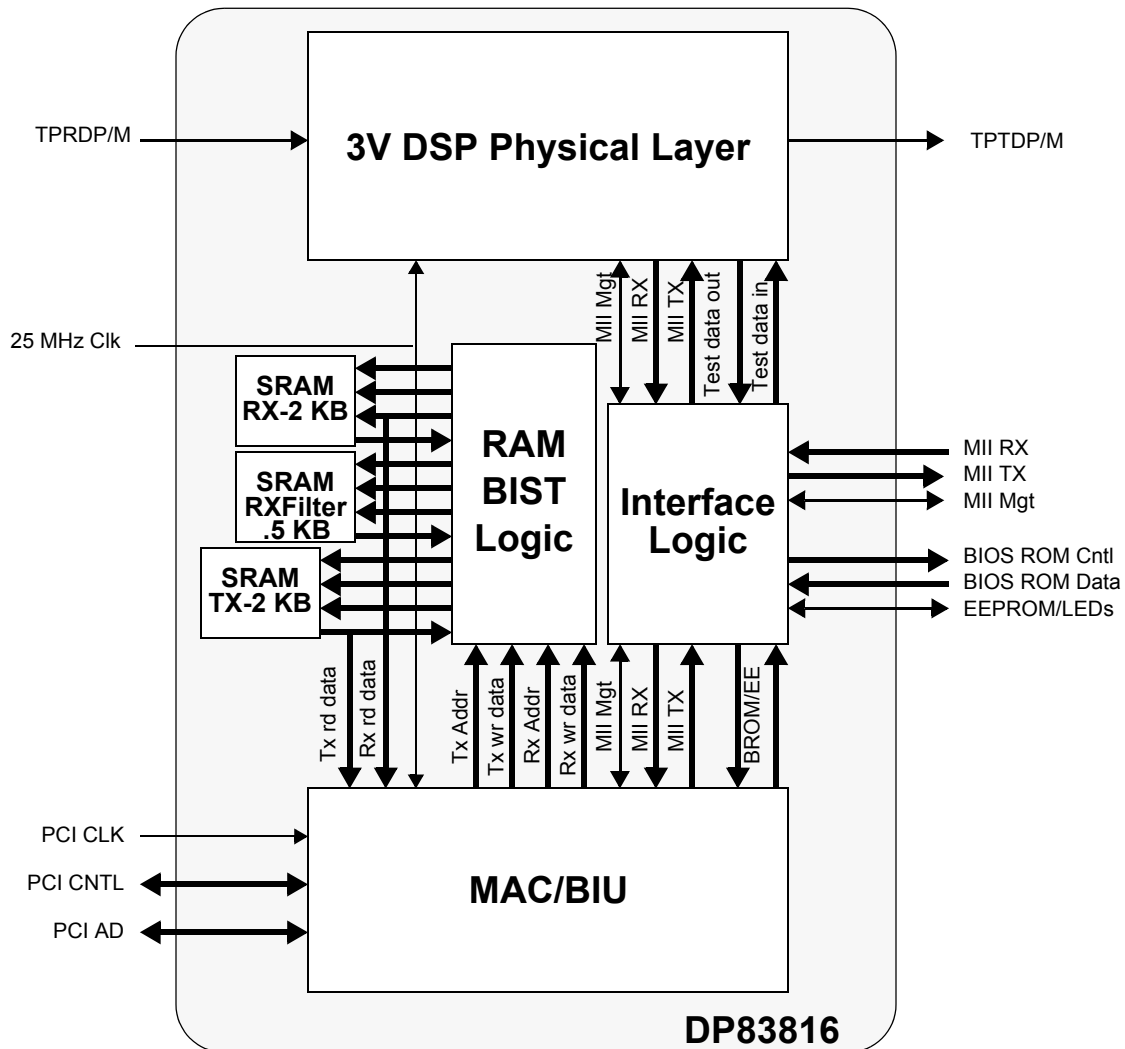 3V DSP Physical Layer
TPRDP/M
TPTDP/M
MII Mgt
MII RX
MII TX
Test data out
Test data in
25 MHz Clk
SRAM
RX-2 KB
SRAM
RXFilter
.5 KB
SRAM
TX-2 KB
RAM
BIST
Logic
Interface
Logic
MII RX
MII TX
MII Mgt
BIOS ROM Cntl
BIOS ROM Data
EEPROM/LEDs
Tx rd data
Rx rd data
Tx Addr
Tx wr data
Rx Addr
Rx wr data
MII Mgt
MII RX
MII TX
BROM/EE
PCI CLK
PCI CNTL
PCI AD
MAC/BIU
DP83816